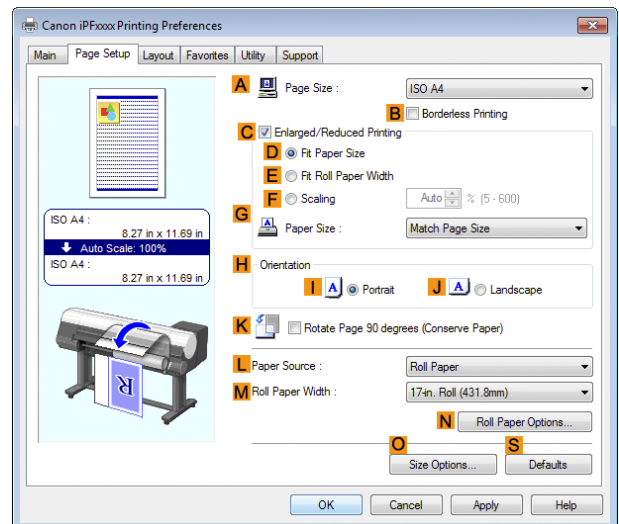 Canon iPFxxxx Printing Preferences
Main Page Setup Layout Favorites Utility Support
A Page Size : ISO A4
B Borderless Printing
C Enlarged/Reduced Printing
D Fit Paper Size
E Fit Roll Paper Width
F Scaling Auto % (5 - 600)
G Paper Size : Match Page Size
ISO A4 :
8.27 in x 11.69 in
Auto Scale: 100%
ISO A4 :
8.27 in x 11.69 in
H Orientation
I A Portrait J A Landscape
K Rotate Page 90 degrees (Conserve Paper)
R
L Paper Source : Roll Paper
M Roll Paper Width : 17-in. Roll (431.8mm)
N Roll Paper Options...
O S
Size Options... Defaults
OK Cancel Apply Help